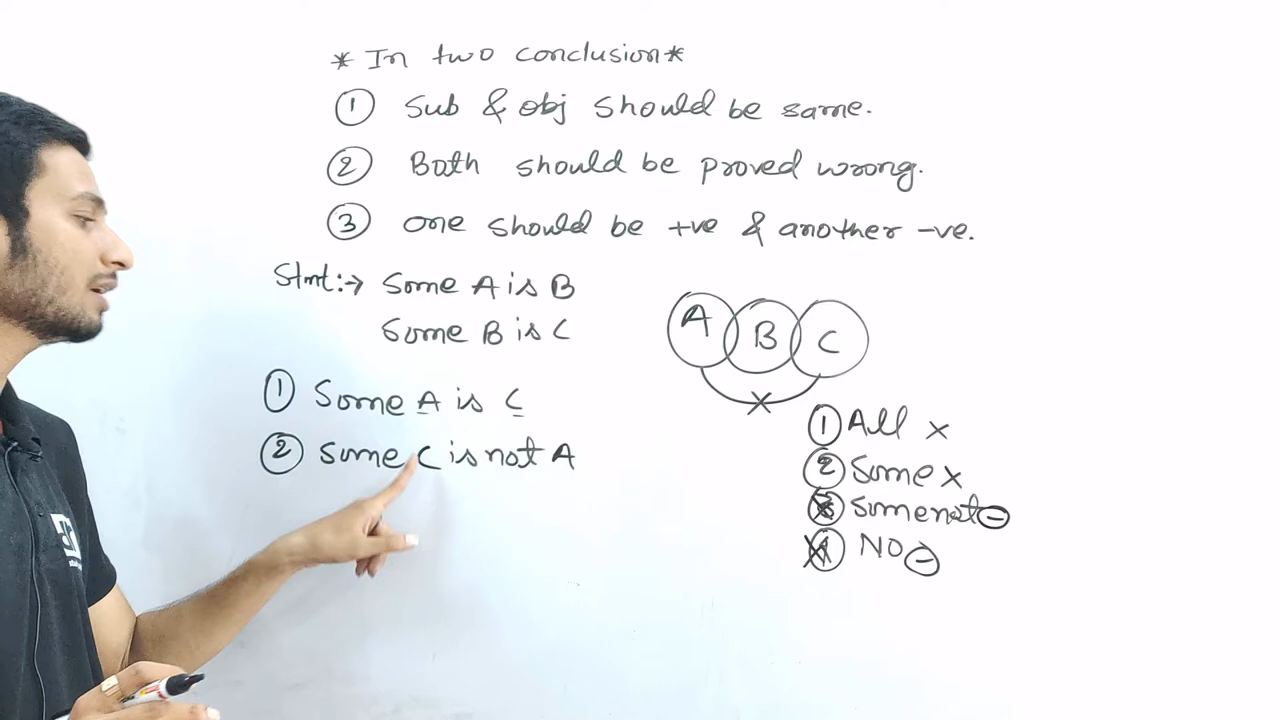 * In two conclusion *
① Sub & obj should be same.
② Both should be proved wrong.
③ one should be +ve & another -ve.
Stmt:→ Some A is B
Some B is C
A B C
×
① Some A is C
② Some C is not A
① All ×
② Some ×
③ Some not ⊖
④ NO ⊖